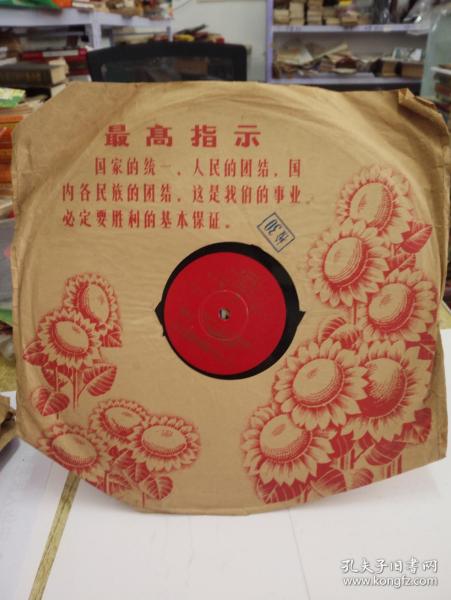 最高指示
国家的统一，人民的团结，国
内各民族的团结，这是我们的事业
必定要胜利的基本保证。
孔夫子旧书网
www.kongfz.com